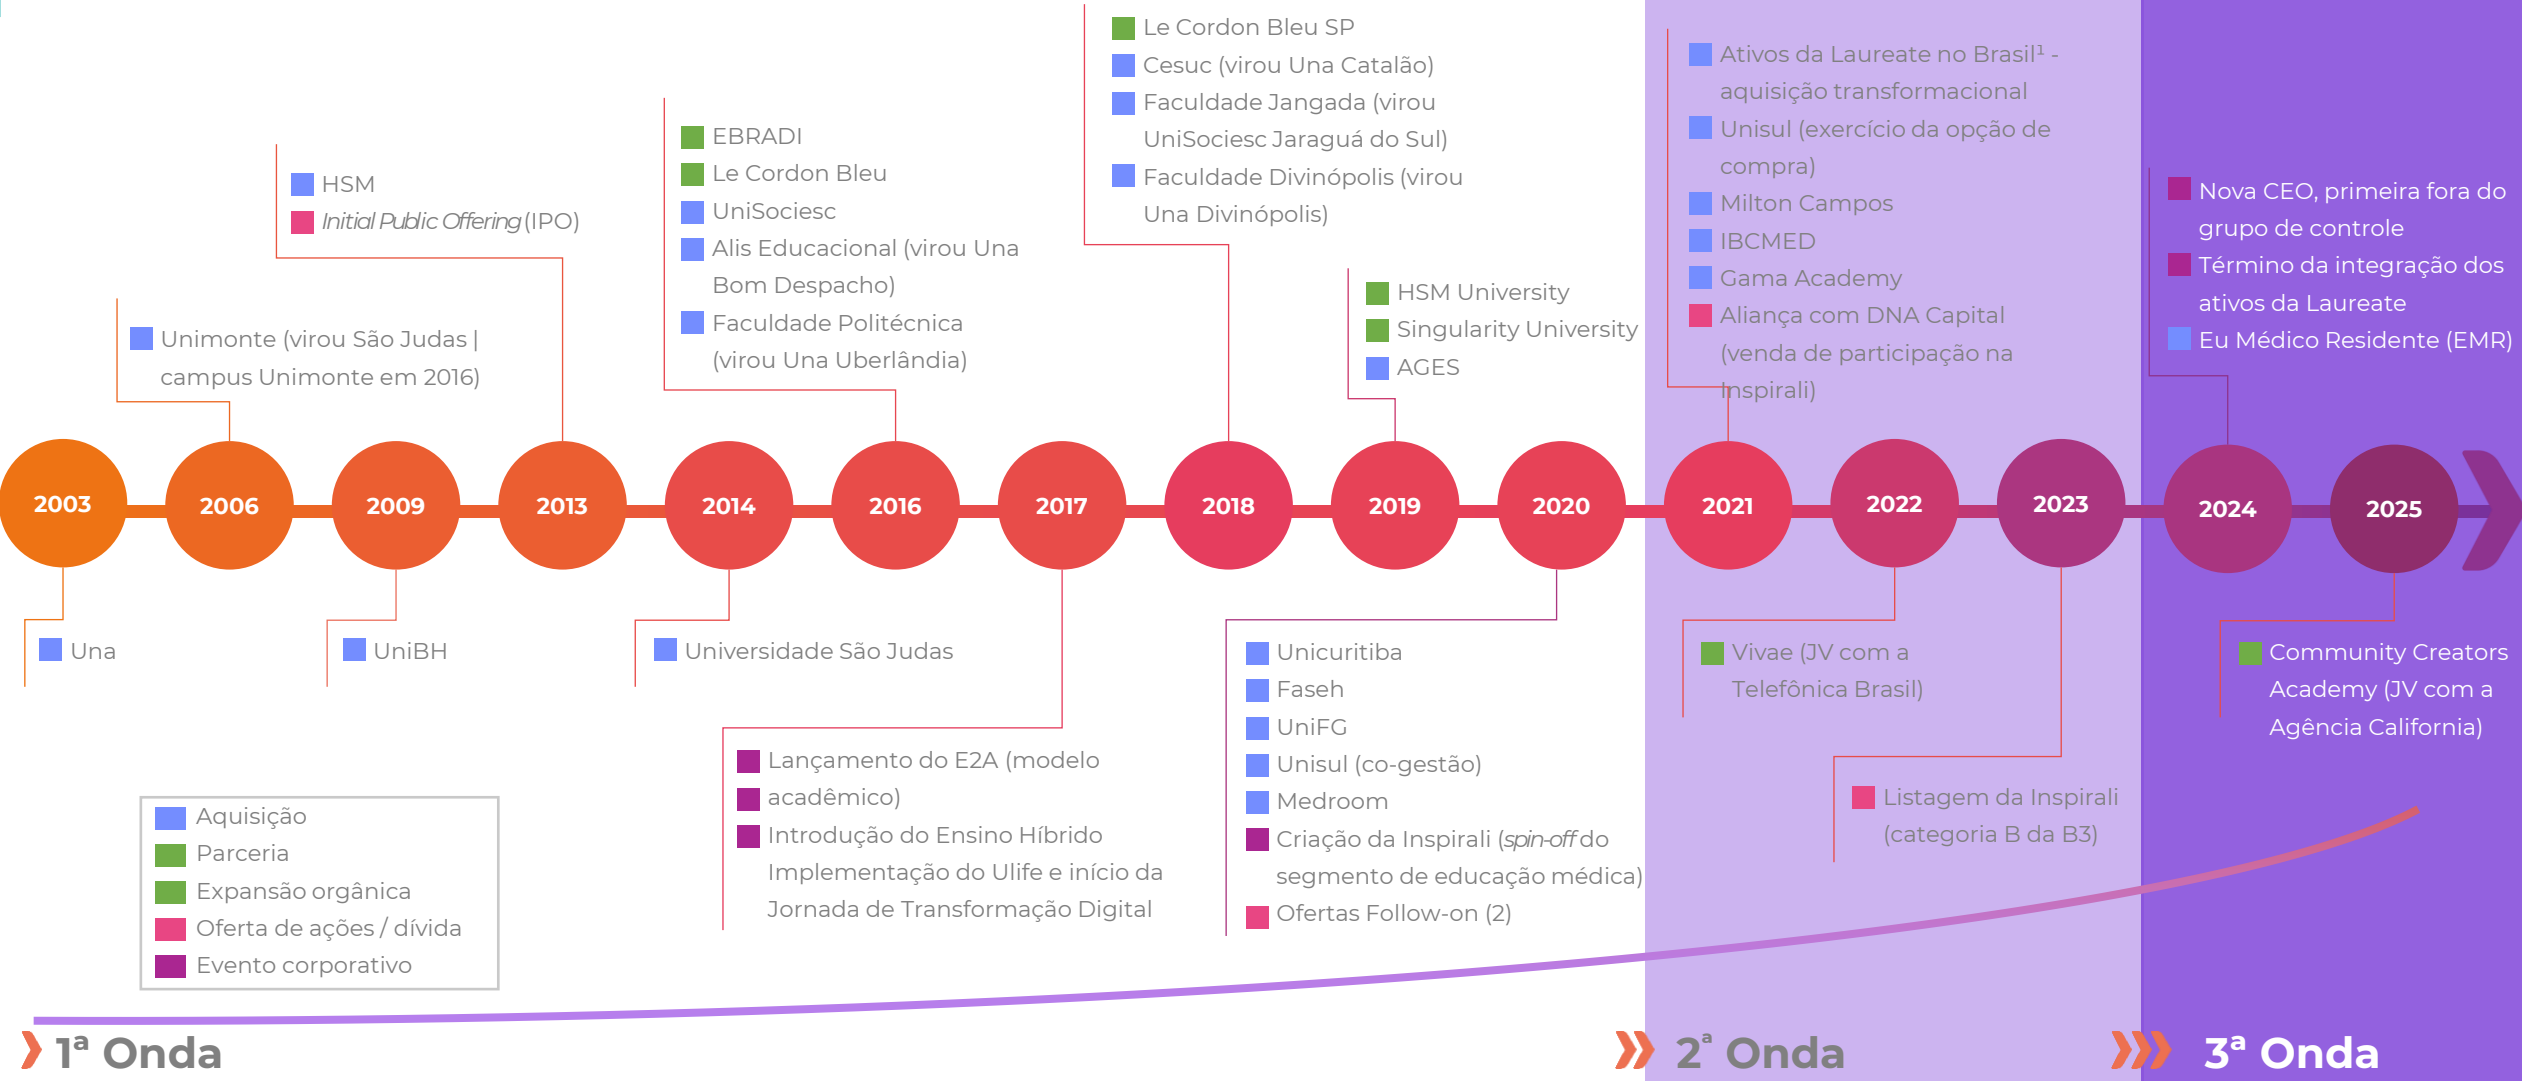 Le Cordon Bleu SP
Cesuc (virou Una Catalão)
Faculdade Jangada (virou
UniSociesc Jaraguá do Sul)
Faculdade Divinópolis (virou
Una Divinópolis)
Ativos da Laureate no Brasil¹ -
aquisição transformacional
Unisul (exercício da opção de
compra)
Milton Campos
IBCMED
Gama Academy
Aliança com DNA Capital
(venda de participação na
Inspirali)
EBRADI
Le Cordon Bleu
UniSociesc
Alis Educacional (virou Una
Bom Despacho)
Faculdade Politécnica
(virou Una Uberlândia)
HSM
Initial Public Offering (IPO)
Nova CEO, primeira fora do
grupo de controle
Término da integração dos
ativos da Laureate
Eu Médico Residente (EMR)
HSM University
Singularity University
AGES
Unimonte (virou São Judas |
campus Unimonte em 2016)
2003
2006
2009
2013
2014
2016
2017
2018
2019
2020
2021
2022
2023
2024
2025
Una
UniBH
Universidade São Judas
Lançamento do E2A (modelo
acadêmico)
Introdução do Ensino Híbrido
Implementação do Ulife e início da
Jornada de Transformação Digital
Unicuritiba
Faseh
UniFG
Unisul (co-gestão)
Medroom
Criação da Inspirali (spin-off do
segmento de educação médica)
Ofertas Follow-on (2)
Vivae (JV com a
Telefônica Brasil)
Listagem da Inspirali
(categoria B da B3)
Community Creators
Academy (JV com a
Agência California)
Aquisição
Parceria
Expansão orgânica
Oferta de ações / dívida
Evento corporativo
1ª Onda
2ª Onda
3ª Onda